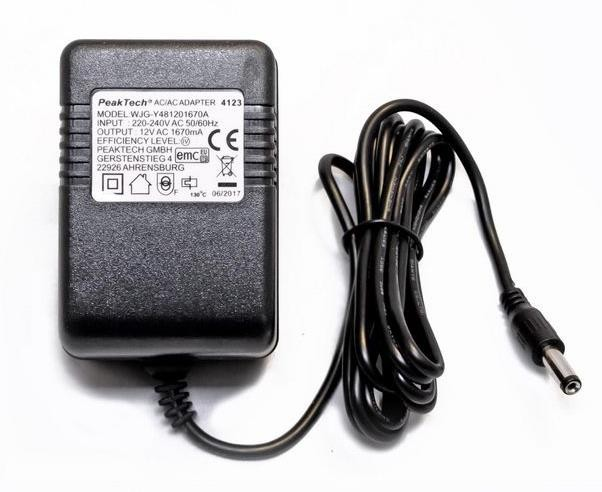 PeakTech® AC/AC ADAPTER 4123
MODEL:WJG-Y481201670A
INPUT : 220-240V AC 50/60Hz
OUTPUT : 12V AC 1670mA
EFFICIENCY LEVEL:Ⓥ
PEAKTECH GMBH
GERSTENSTIEG 4
22926 AHRENSBURG
CE
emc
F
130°C
06/2017